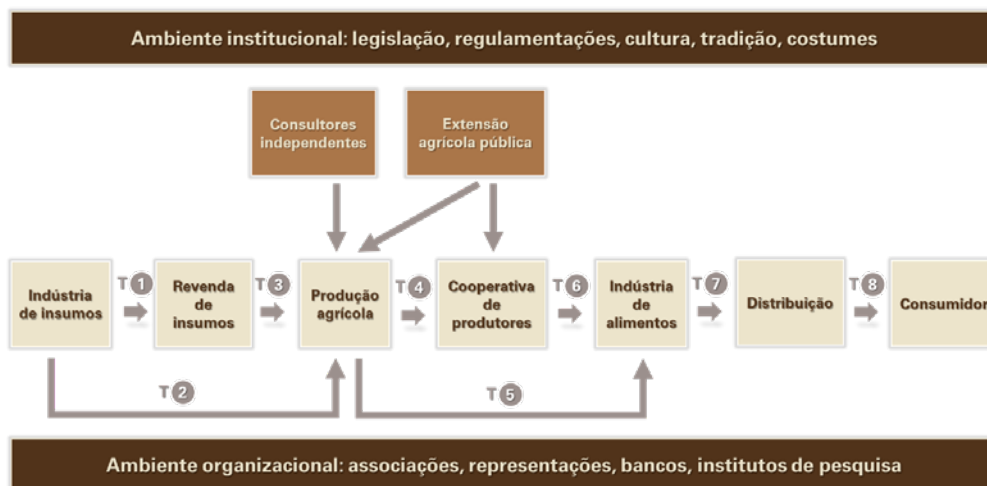 Ambiente institucional: legislação, regulamentações, cultura, tradição, costumes
Consultores
independentes
Extensão
agrícola pública
Indústria
de insumos
T 1
Revenda
de
insumos
T 3
Produção
agrícola
T 4
Cooperativa
de
produtores
T 6
Indústria
de
alimentos
T 7
Distribuição
T 8
Consumidor
T 2
T 5
Ambiente organizacional: associações, representações, bancos, institutos de pesquisa